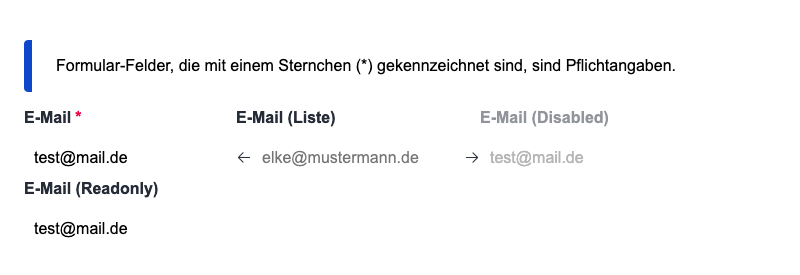 Formular-Felder, die mit einem Sternchen (*) gekennzeichnet sind, sind Pflichtangaben.
E-Mail * E-Mail (Liste) E-Mail (Disabled)
test@mail.de ← elke@mustermann.de → test@mail.de
E-Mail (Readonly)
test@mail.de